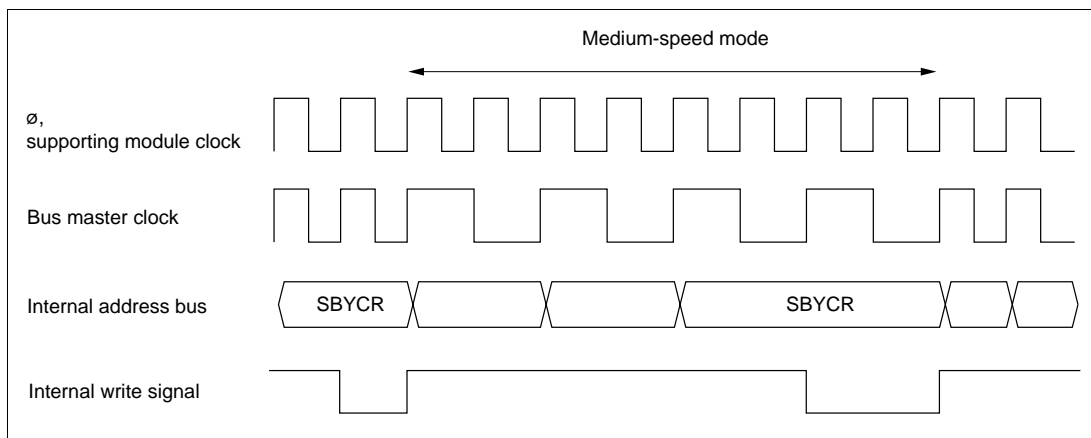 Medium-speed mode
ø,
supporting module clock
Bus master clock
Internal address bus
SBYCR
SBYCR
Internal write signal